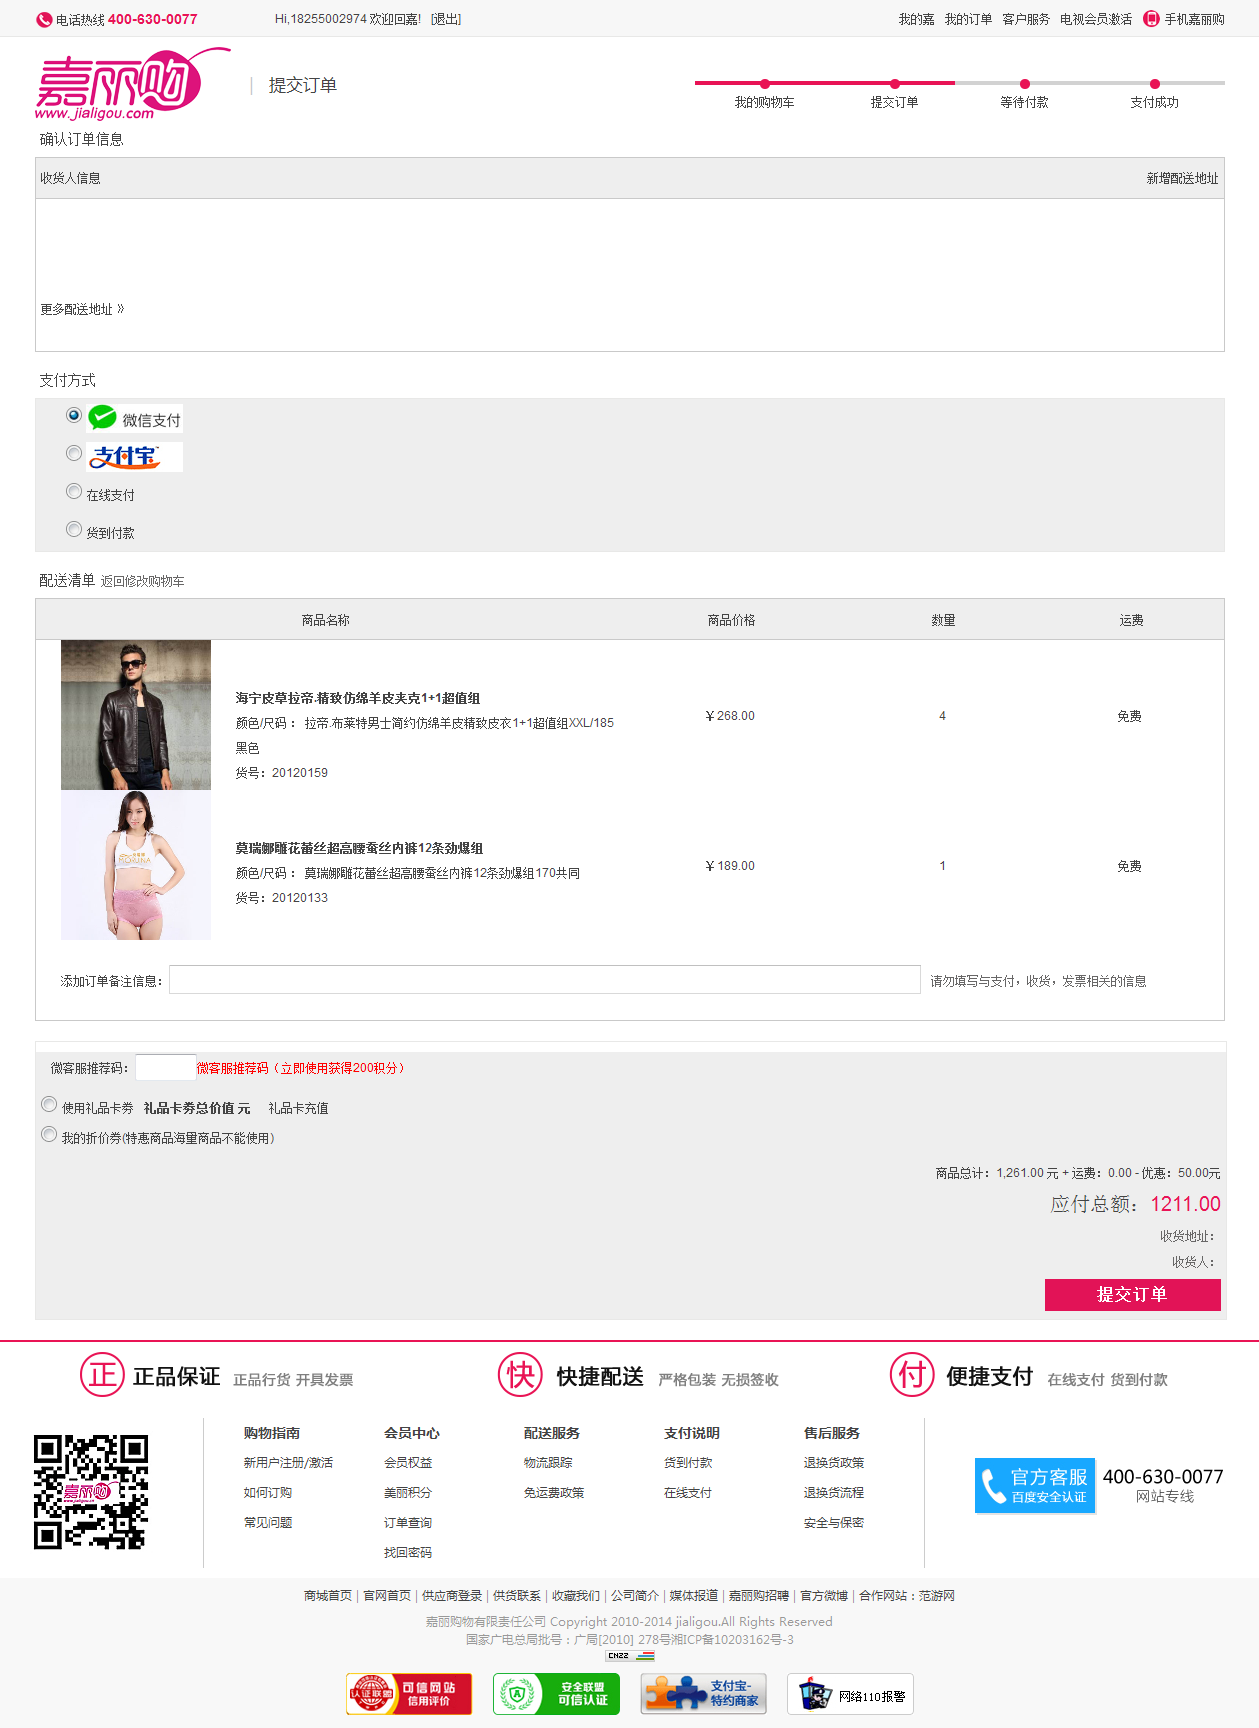 电话热线 400-630-0077 Hi,18255002974 欢迎回嘉! [退出] 我的嘉 我的订单 客户服务 电视会员激活 手机嘉丽购
嘉丽购
www.jialigou.com
提交订单
我的购物车 提交订单 等待付款 支付成功
确认订单信息
收货人信息 新增配送地址
更多配送地址 》
支付方式
微信支付
支付宝
在线支付
货到付款
配送清单 返回修改购物车
商品名称 商品价格 数量 运费
海宁皮草拉帝.精致仿绵羊皮夹克1+1超值组
颜色/尺码： 拉帝.布莱特男士简约仿绵羊皮精致皮衣1+1超值组XXL/185
黑色
货号：20120159
￥268.00 4 免费
莫瑞娜雕花蕾丝超高腰蚕丝内裤12条劲爆组
颜色/尺码： 莫瑞娜雕花蕾丝超高腰蚕丝内裤12条劲爆组170共同
货号：20120133
￥189.00 1 免费
添加订单备注信息： 请勿填写与支付，收货，发票相关的信息
微客服推荐码： 微客服推荐码（立即使用获得200积分）
使用礼品卡券 礼品卡券总价值 元 礼品卡充值
我的折价券(特惠商品海量商品不能使用)
商品总计：1,261.00 元 + 运费：0.00 - 优惠：50.00元
应付总额：1211.00
收货地址：
收货人：
提交订单
正 正品保证 正品行货 开具发票
快 快捷配送 严格包装 无损签收
付 便捷支付 在线支付 货到付款
嘉丽购
购物指南 会员中心 配送服务 支付说明 售后服务
新用户注册/激活 会员权益 物流跟踪 货到付款 退换货政策
如何订购 美丽积分 免运费政策 在线支付 退换货流程
常见问题 订单查询 安全与保密
找回密码
官方客服
百度安全认证
400-630-0077
网站专线
商城首页 | 官网首页 | 供应商登录 | 供货联系 | 收藏我们 | 公司简介 | 媒体报道 | 嘉丽购招聘 | 官方微博 | 合作网站：范游网
嘉丽购物有限责任公司 Copyright 2010-2014 jialigou.All Rights Reserved
国家广电总局批号：广局[2010] 278号湘ICP备10203162号-3
CNZZ
认证联盟 可信网站
信用评价
安全联盟
可信认证
支付宝-
特约商家
网络110报警